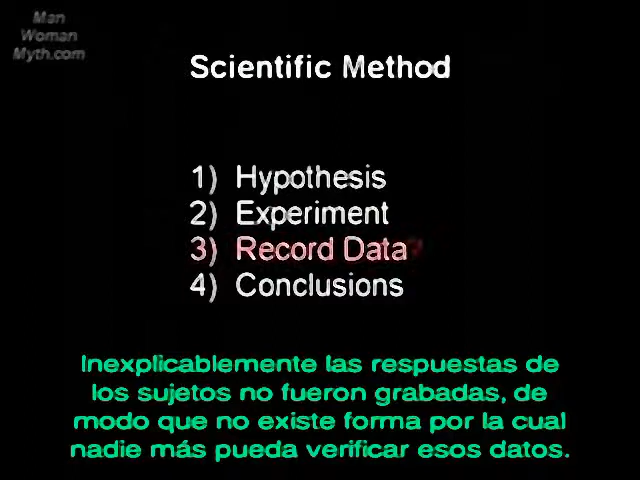 Man
Woman
Myth.com
Scientific Method
1) Hypothesis
2) Experiment
3) Record Data
4) Conclusions
Inexplicablemente las respuestas de
los sujetos no fueron grabadas, de
modo que no existe forma por la cual
nadie más pueda verificar esos datos.